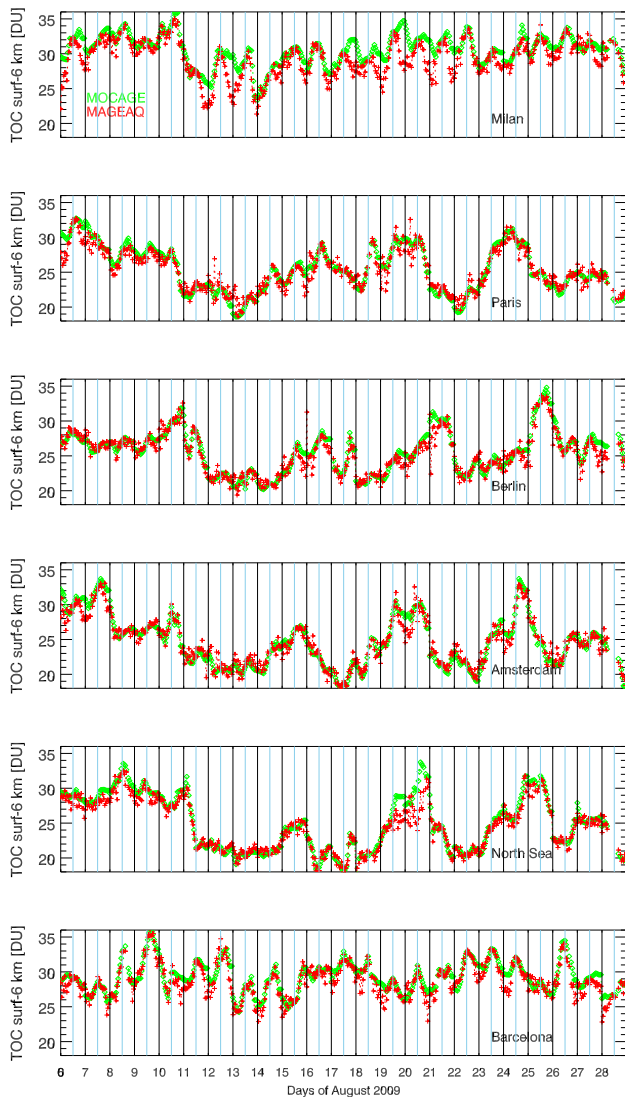 35
30
25
20
TOC surf-6 km [DU]
MOCAGE
MAGEAQ
Milan
35
30
25
20
TOC surf-6 km [DU]
Paris
35
30
25
20
TOC surf-6 km [DU]
Berlin
35
30
25
20
TOC surf-6 km [DU]
Amsterdam
35
30
25
20
TOC surf-6 km [DU]
North Sea
35
30
25
20
TOC surf-6 km [DU]
Barcelona
6 7 8 9 10 11 12 13 14 15 16 17 18 19 20 21 22 23 24 25 26 27 28
Days of August 2009